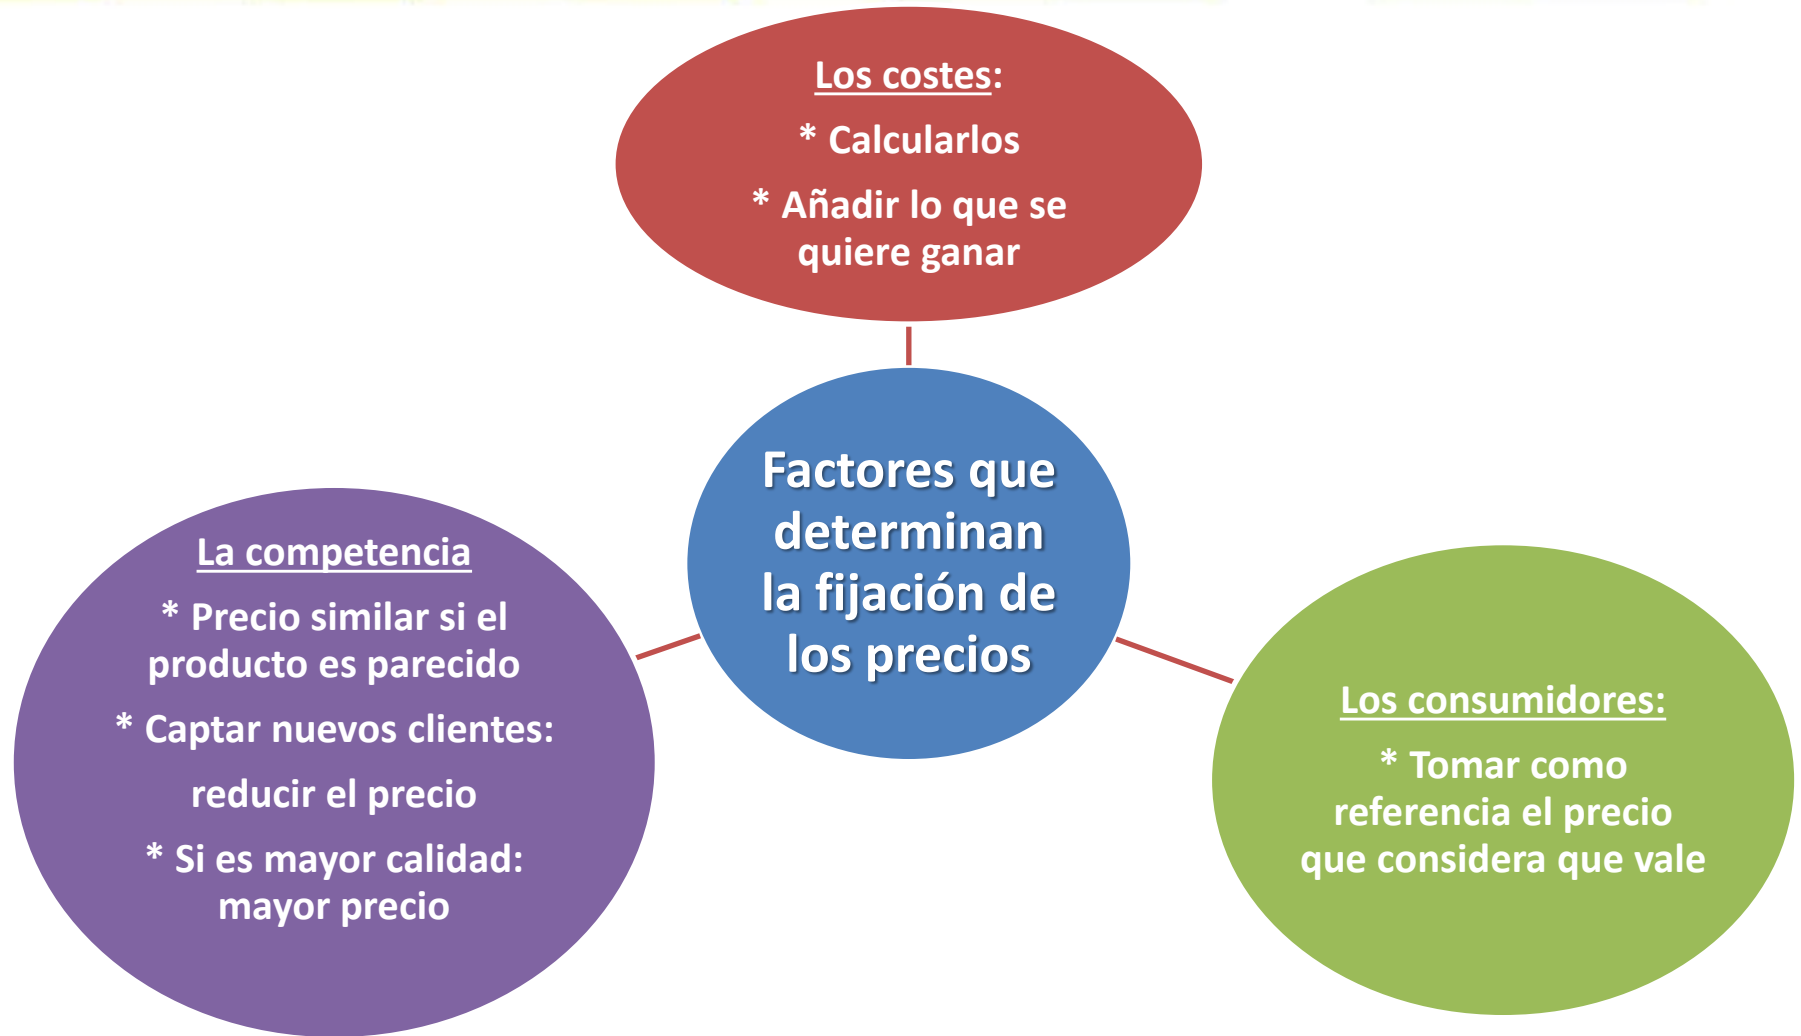 Los costes:
* Calcularlos
* Añadir lo que se
quiere ganar
Factores que
determinan
la fijación de
los precios
La competencia
* Precio similar si el
producto es parecido
* Captar nuevos clientes:
reducir el precio
* Si es mayor calidad:
mayor precio
Los consumidores:
* Tomar como
referencia el precio
que considera que vale